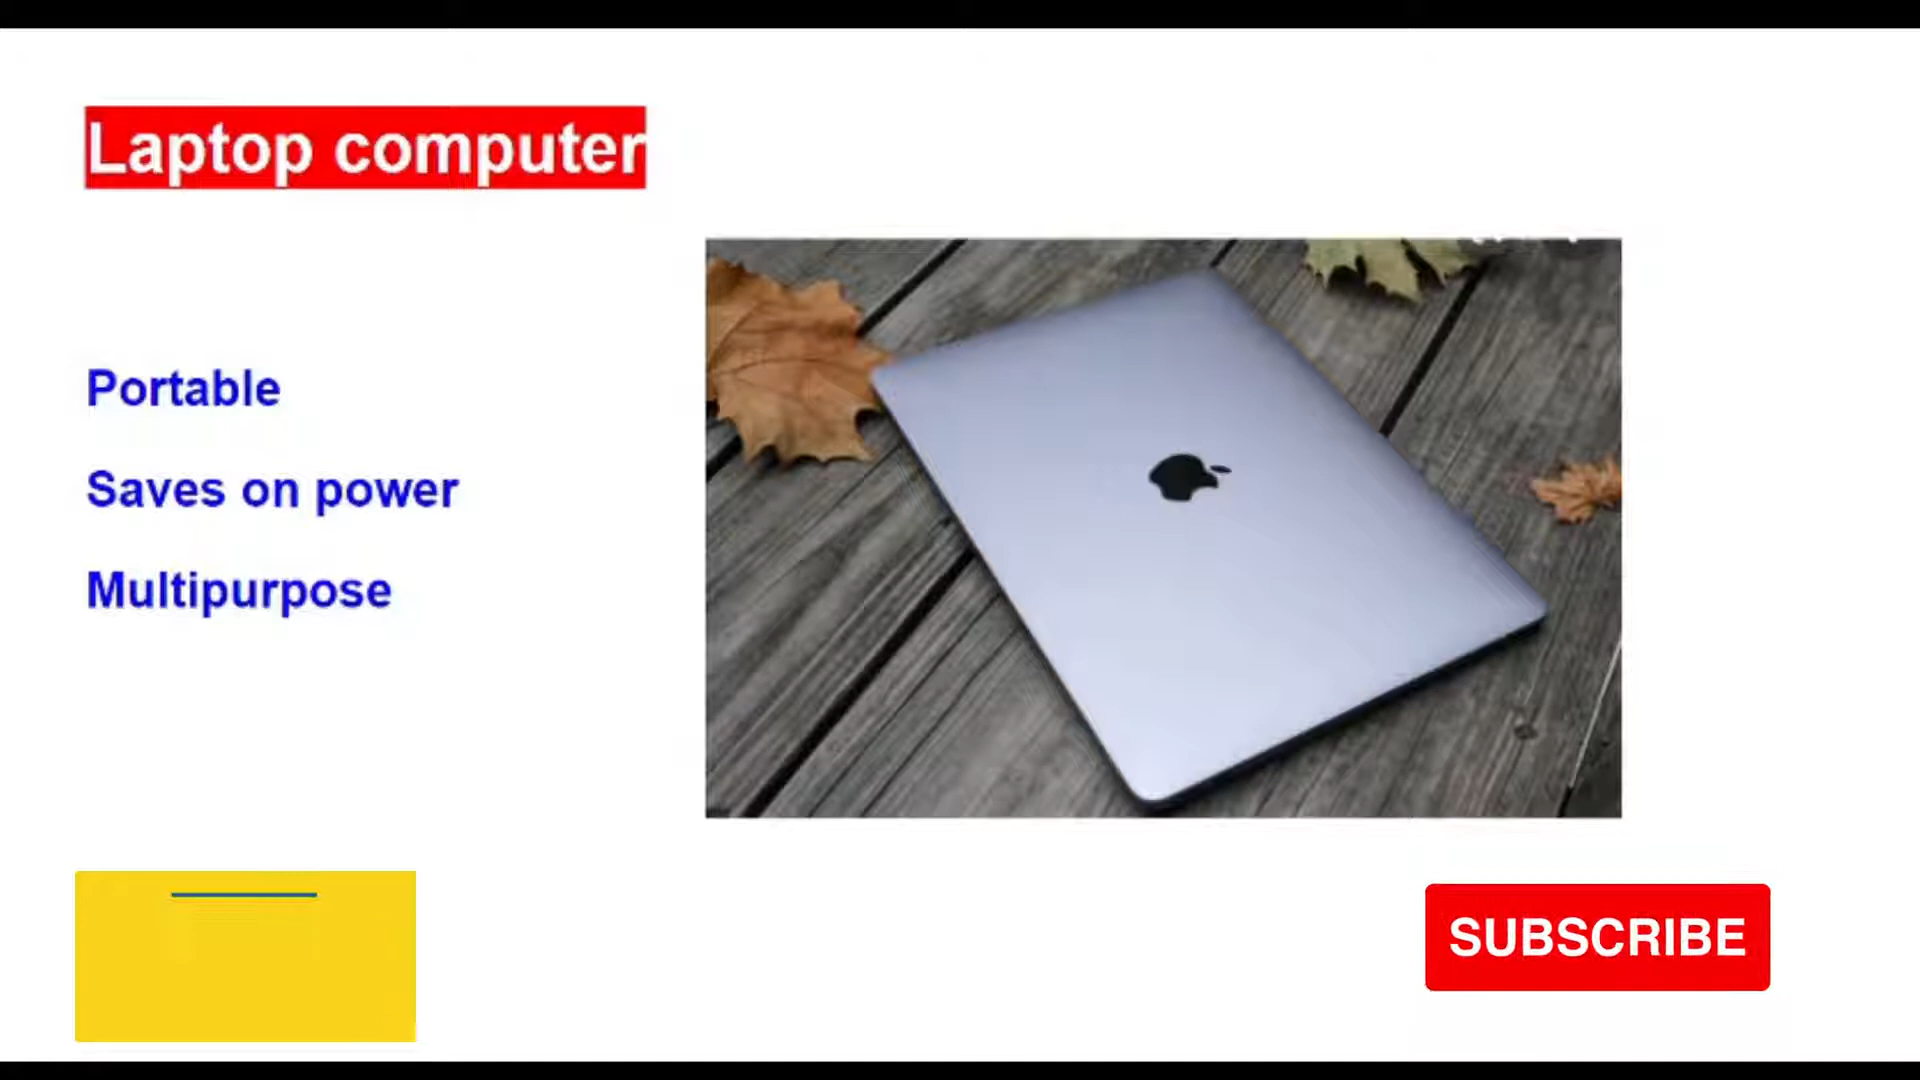 Laptop computer
Portable
Saves on power
Multipurpose
SUBSCRIBE